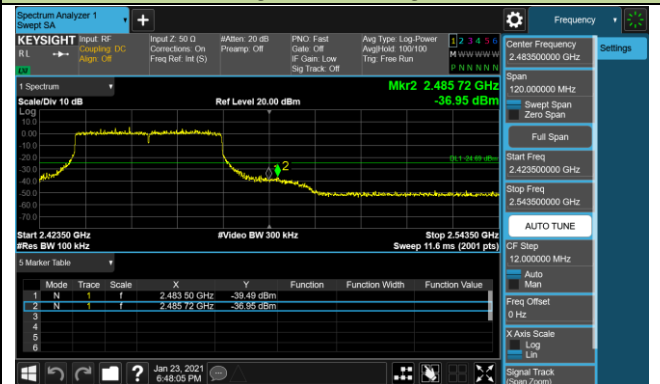 Spectrum Analyzer 1
Swept SA
Frequency
KEYSIGHT
RL
Input: RF
Coupling: DC
Align: Off
Input Z: 50 Ω
Corrections: On
Freq Ref: Int (S)
#Atten: 20 dB
Preamp: Off
PNO: Fast
Gate: Off
IF Gain: Low
Sig Track: Off
Avg Type: Log-Power
Avg|Hold: 100/100
Trig: Free Run
1 2 3 4 5 6
M W W W W W
P N N N N N
Center Frequency
2.483500000 GHz
Settings
1 Spectrum
Mkr2 2.485 72 GHz
Scale/Div 10 dB
Ref Level 20.00 dBm
-36.95 dBm
Log
10.0
0.00
-10.0
-20.0
-30.0
-40.0
-50.0
-60.0
-70.0
DL1 -24.69 dBm
2
Start 2.42350 GHz
#Video BW 300 kHz
Stop 2.54350 GHz
#Res BW 100 kHz
Sweep 11.6 ms (2001 pts)
Span
120.000000 MHz
Swept Span
Zero Span
Full Span
Start Freq
2.423500000 GHz
Stop Freq
2.543500000 GHz
AUTO TUNE
CF Step
12.000000 MHz
Auto
Man
Freq Offset
0 Hz
X Axis Scale
Log
Lin
Signal Track
(Span Zoom)
5 Marker Table
Mode Trace Scale X Y Function Function Width Function Value
1 N 1 f 2.483 50 GHz -39.49 dBm
2 N 1 f 2.485 72 GHz -36.95 dBm
3
4
5
6
Jan 23, 2021
6:48:05 PM